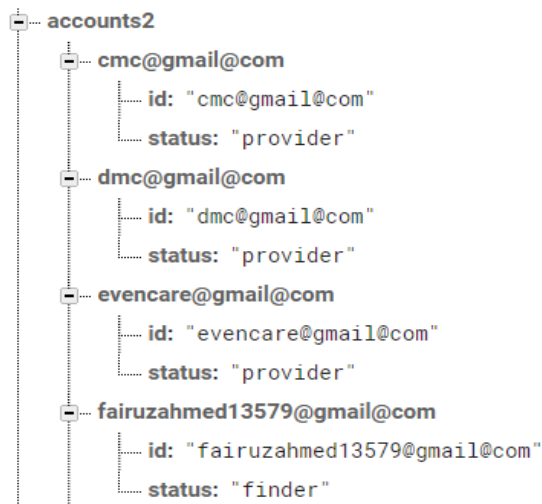 accounts2
cmc@gmail@com
id: "cmc@gmail@com"
status: "provider"
dmc@gmail@com
id: "dmc@gmail@com"
status: "provider"
evencare@gmail@com
id: "evencare@gmail@com"
status: "provider"
fairuzahmed13579@gmail@com
id: "fairuzahmed13579@gmail@com"
status: "finder"